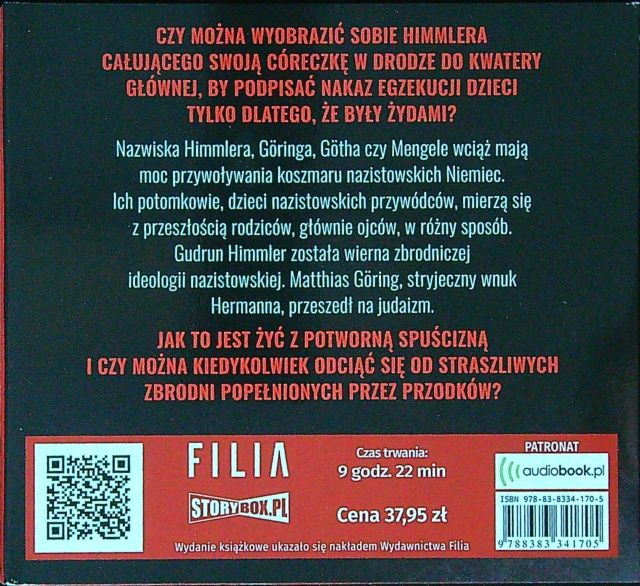 CZY MOŻNA WYOBRAZIĆ SOBIE HIMMLERA
CAŁUJĄCEGO SWOJĄ CÓRECZKĘ W DRODZE DO KWATERY
GŁÓWNEJ, BY PODPISAĆ NAKAZ EGZEKUCJI DZIECI
TYLKO DLATEGO, ŻE BYŁY ŻYDAMI?
Nazwiska Himmlera, Göringa, Götha czy Mengele wciąż mają
moc przywoływania koszmaru nazistowskich Niemiec.
Ich potomkowie, dzieci nazistowskich przywódców, mierzą się
z przeszłością rodziców, głównie ojców, w różny sposób.
Gudrun Himmler została wierna zbrodniczej
ideologii nazistowskiej. Matthias Göring, stryjeczny wnuk
Hermanna, przeszedł na judaizm.
JAK TO JEST ŻYĆ Z POTWORNĄ SPUŚCIZNĄ
I CZY MOŻNA KIEDYKOLWIEK ODCIĄĆ SIĘ OD STRASZLIWYCH
ZBRODNI POPEŁNIONYCH PRZEZ PRZODKÓW?
FILIA
STORYBOX.PL
Czas trwania:
9 godz. 22 min
Cena 37,95 zł
PATRONAT
audiobook.pl
ISBN 978-83-8334-170-5
9 788383 341705
Wydanie książkowe ukazało się nakładem Wydawnictwa Filia